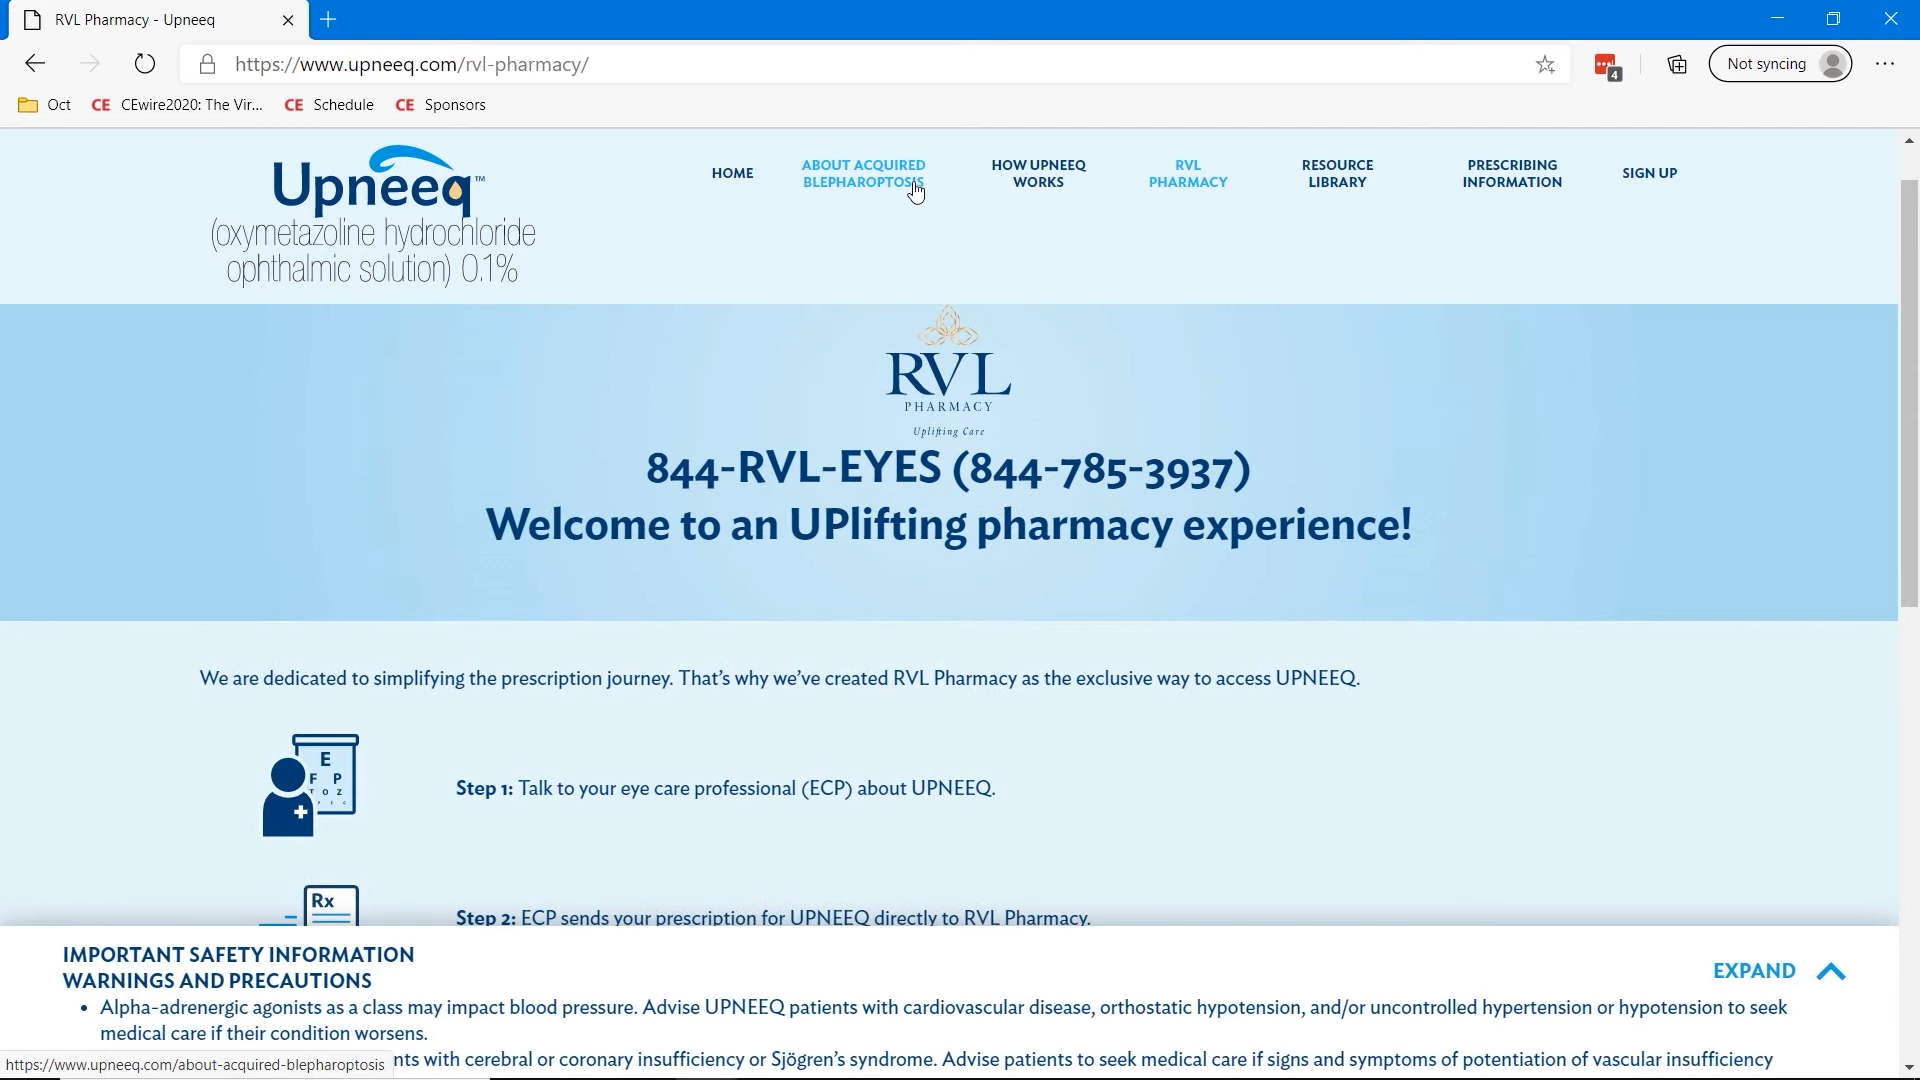 RVL Pharmacy - Upneeq
https://www.upneeq.com/rvl-pharmacy/
4
Not syncing
Oct
CE CEwire2020: The Vir...
CE Schedule
CE Sponsors
Upneeq™
(oxymetazoline hydrochloride
ophthalmic solution) 0.1%
HOME
ABOUT ACQUIRED
BLEPHAROPTOSIS
HOW UPNEEQ
WORKS
RVL
PHARMACY
RESOURCE
LIBRARY
PRESCRIBING
INFORMATION
SIGN UP
RVL
PHARMACY
Uplifting Care
844-RVL-EYES (844-785-3937)
Welcome to an UPlifting pharmacy experience!
We are dedicated to simplifying the prescription journey. That's why we've created RVL Pharmacy as the exclusive way to access UPNEEQ.
E
F P
T O Z
Step 1: Talk to your eye care professional (ECP) about UPNEEQ.
Rx
Step 2: ECP sends your prescription for UPNEEQ directly to RVL Pharmacy.
IMPORTANT SAFETY INFORMATION
WARNINGS AND PRECAUTIONS
EXPAND
• Alpha-adrenergic agonists as a class may impact blood pressure. Advise UPNEEQ patients with cardiovascular disease, orthostatic hypotension, and/or uncontrolled hypertension or hypotension to seek
medical care if their condition worsens.
nts with cerebral or coronary insufficiency or Sjögren's syndrome. Advise patients to seek medical care if signs and symptoms of potentiation of vascular insufficiency
https://www.upneeq.com/about-acquired-blepharoptosis